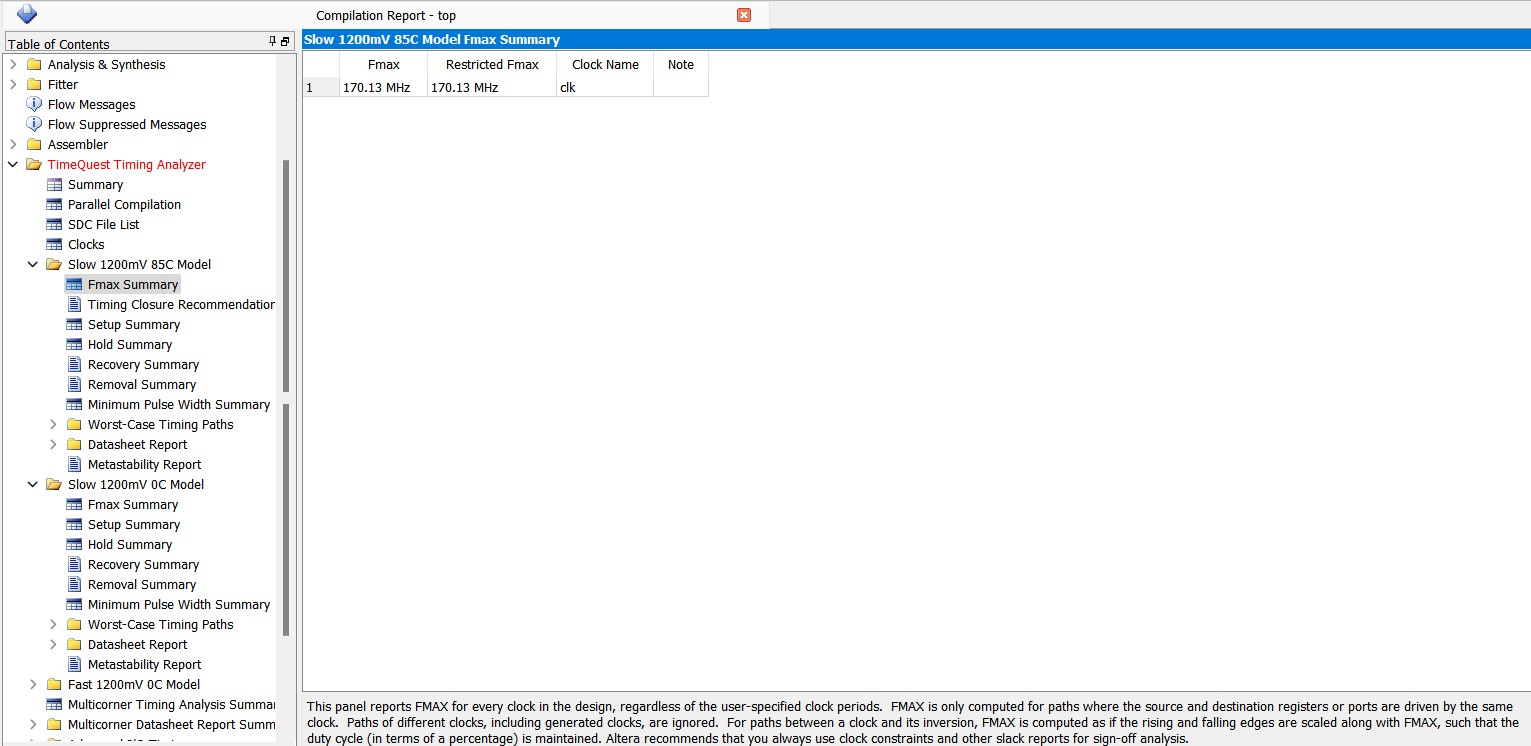 Compilation Report - top
Table of Contents
Analysis & Synthesis
Fitter
Flow Messages
Flow Suppressed Messages
Assembler
TimeQuest Timing Analyzer
Summary
Parallel Compilation
SDC File List
Clocks
Slow 1200mV 85C Model
Fmax Summary
Timing Closure Recommendation
Setup Summary
Hold Summary
Recovery Summary
Removal Summary
Minimum Pulse Width Summary
Worst-Case Timing Paths
Datasheet Report
Metastability Report
Slow 1200mV 0C Model
Fmax Summary
Setup Summary
Hold Summary
Recovery Summary
Removal Summary
Minimum Pulse Width Summary
Worst-Case Timing Paths
Datasheet Report
Metastability Report
Fast 1200mV 0C Model
Multicorner Timing Analysis Summar
Multicorner Datasheet Report Summ
Slow 1200mV 85C Model Fmax Summary
Fmax Restricted Fmax Clock Name Note
1 170.13 MHz 170.13 MHz clk
This panel reports FMAX for every clock in the design, regardless of the user-specified clock periods.  FMAX is only computed for paths where the source and destination registers or ports are driven by the same
clock.  Paths of different clocks, including generated clocks, are ignored.  For paths between a clock and its inversion, FMAX is computed as if the rising and falling edges are scaled along with FMAX, such that the
duty cycle (in terms of a percentage) is maintained. Altera recommends that you always use clock constraints and other slack reports for sign-off analysis.